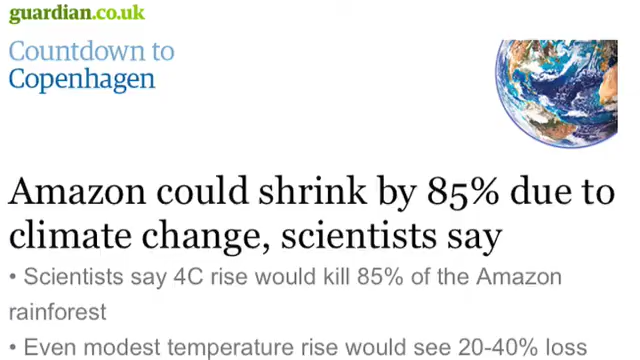 guardian.co.uk
Countdown to
Copenhagen
Amazon could shrink by 85% due to
climate change, scientists say
• Scientists say 4C rise would kill 85% of the Amazon
rainforest
• Even modest temperature rise would see 20-40% loss